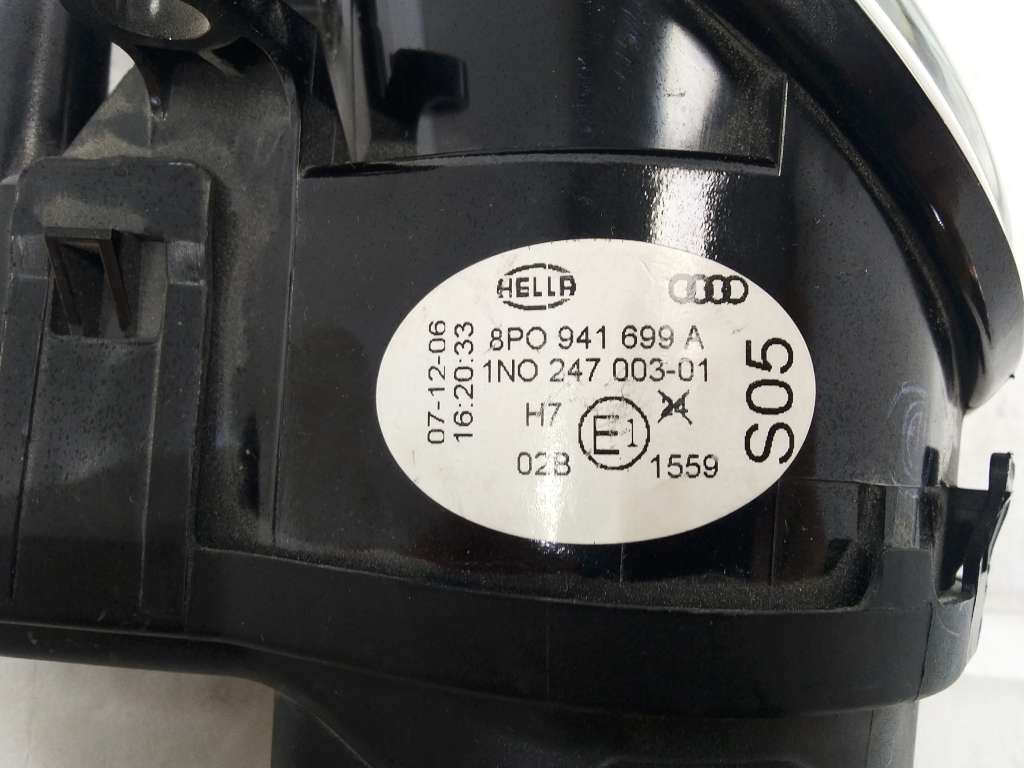 HELLA
8PO 941 699 A
1NO 247 003-01
H7 E1 24
02B 1559
07-12-06
16:20:33
S05